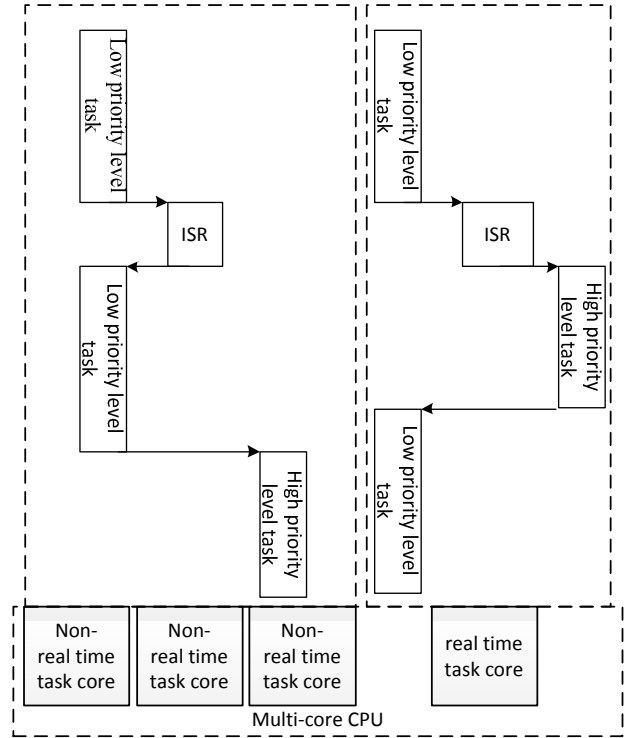 Low priority level
task
ISR
Low priority level
task
High priority
level task
Low priority level
task
ISR
High priority
level task
Low priority level
task
Non-
real time
task core
Non-
real time
task core
Non-
real time
task core
real time
task core
Multi-core CPU